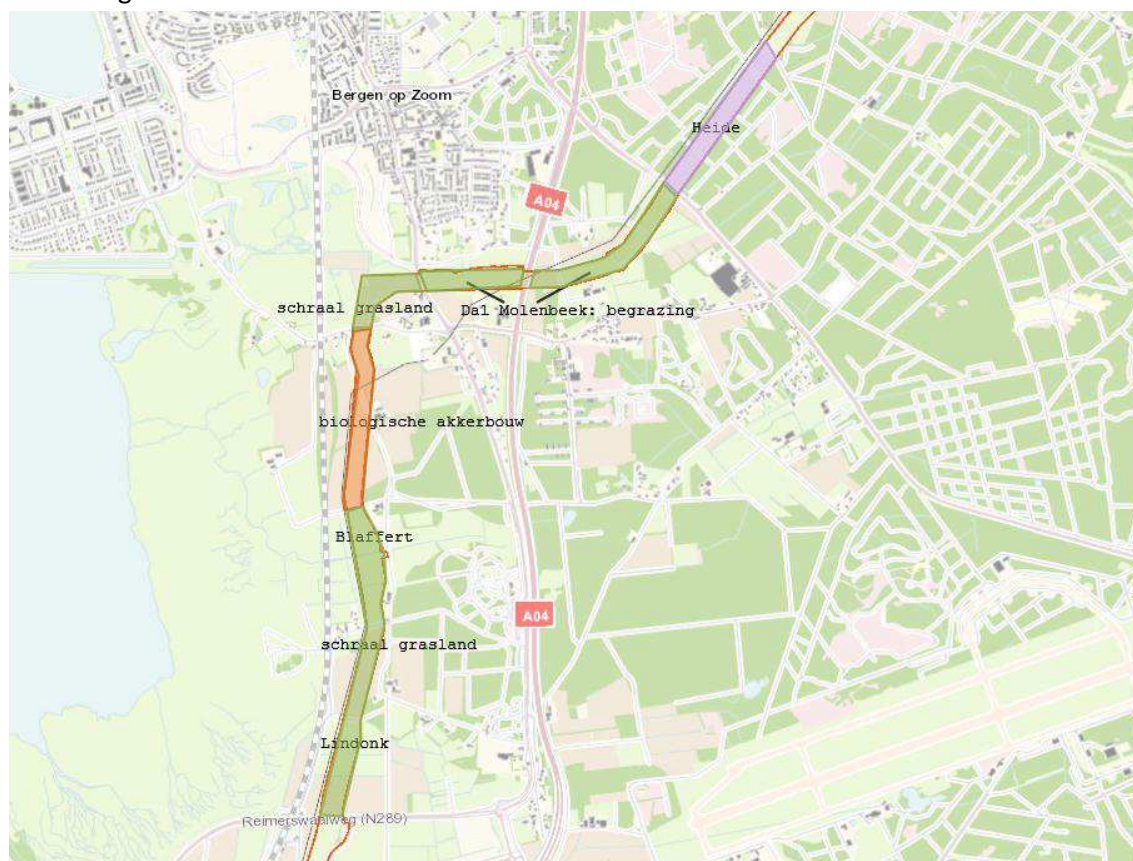 Bergen op Zoom
Heide
A04
schraal grasland
Dal Molenbeek: begrazing
biologische akkerbouw
Blaffert
A04
schraal grasland
Lindonk
Reimerswaalweg (N289)